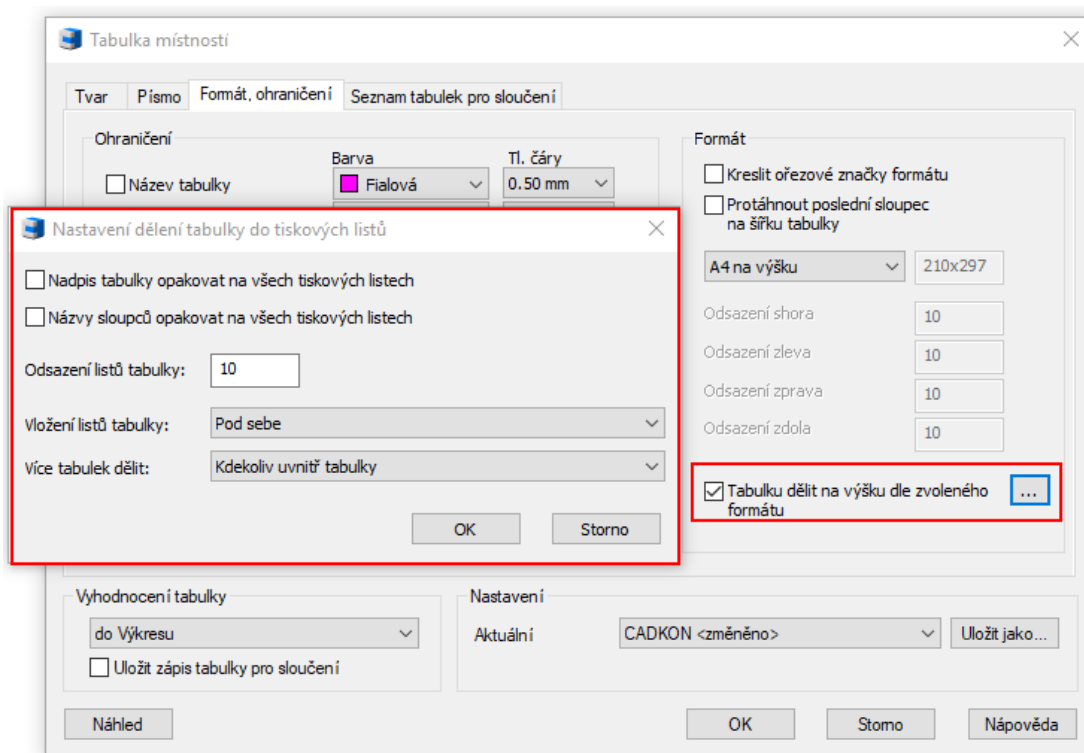 Tabulka místností
Tvar
Písmo
Formát, ohraničení
Seznam tabulek pro sloučení
Ohraničení
Barva
Tl. čáry
Název tabulky
Fialová
0.50 mm
Formát
Kreslit ořezové značky formátu
Protáhnout poslední sloupec
na šířku tabulky
A4 na výšku
210x297
Odsazení shora
10
Odsazení zleva
10
Odsazení zprava
10
Odsazení zdola
10
Tabulku dělit na výšku dle zvoleného
formátu
...
Nastavení dělení tabulky do tiskových listů
Nadpis tabulky opakovat na všech tiskových listech
Názvy sloupců opakovat na všech tiskových listech
Odsazení listů tabulky:
10
Vložení listů tabulky:
Pod sebe
Více tabulek dělit:
Kdekoliv uvnitř tabulky
OK
Storno
Vyhodnocení tabulky
do Výkresu
Uložit zápis tabulky pro sloučení
Nastavení
Aktuální
CADKON <změněno>
Uložit jako...
Náhled
OK
Storno
Nápověda